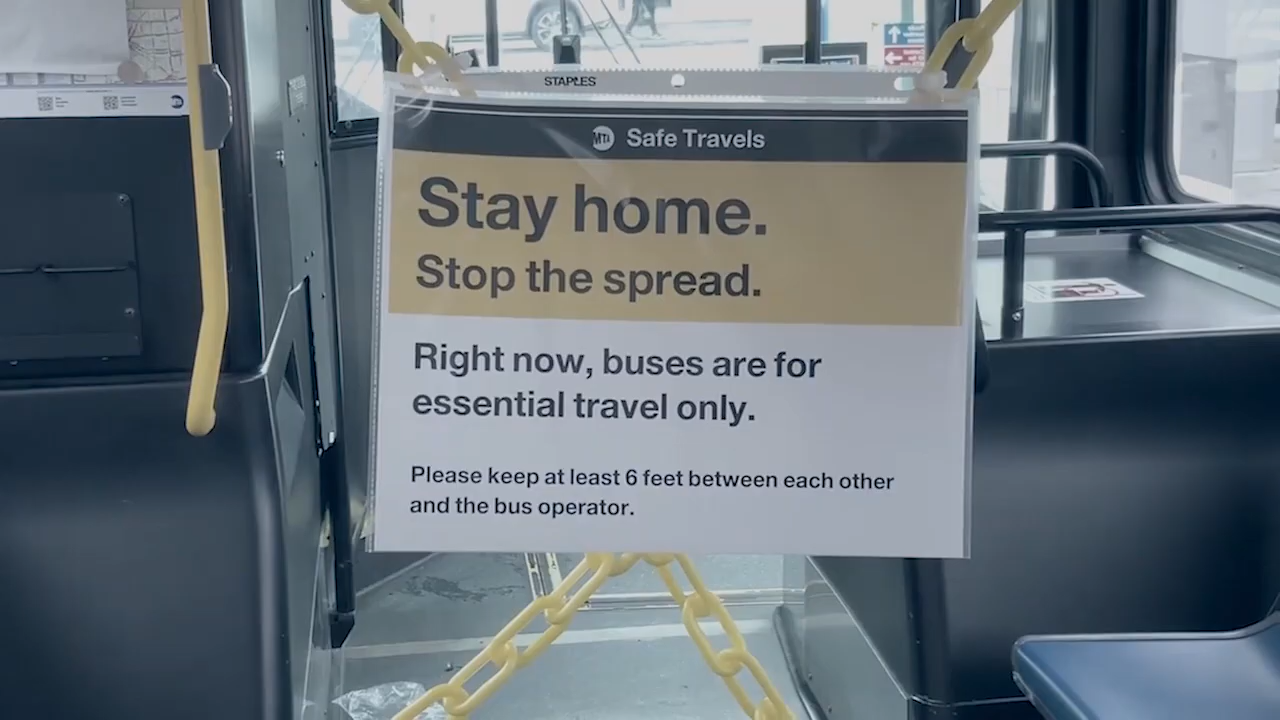 STAPLES
MTA Safe Travels
Stay home.
Stop the spread.
Right now, buses are for
essential travel only.
Please keep at least 6 feet between each other
and the bus operator.